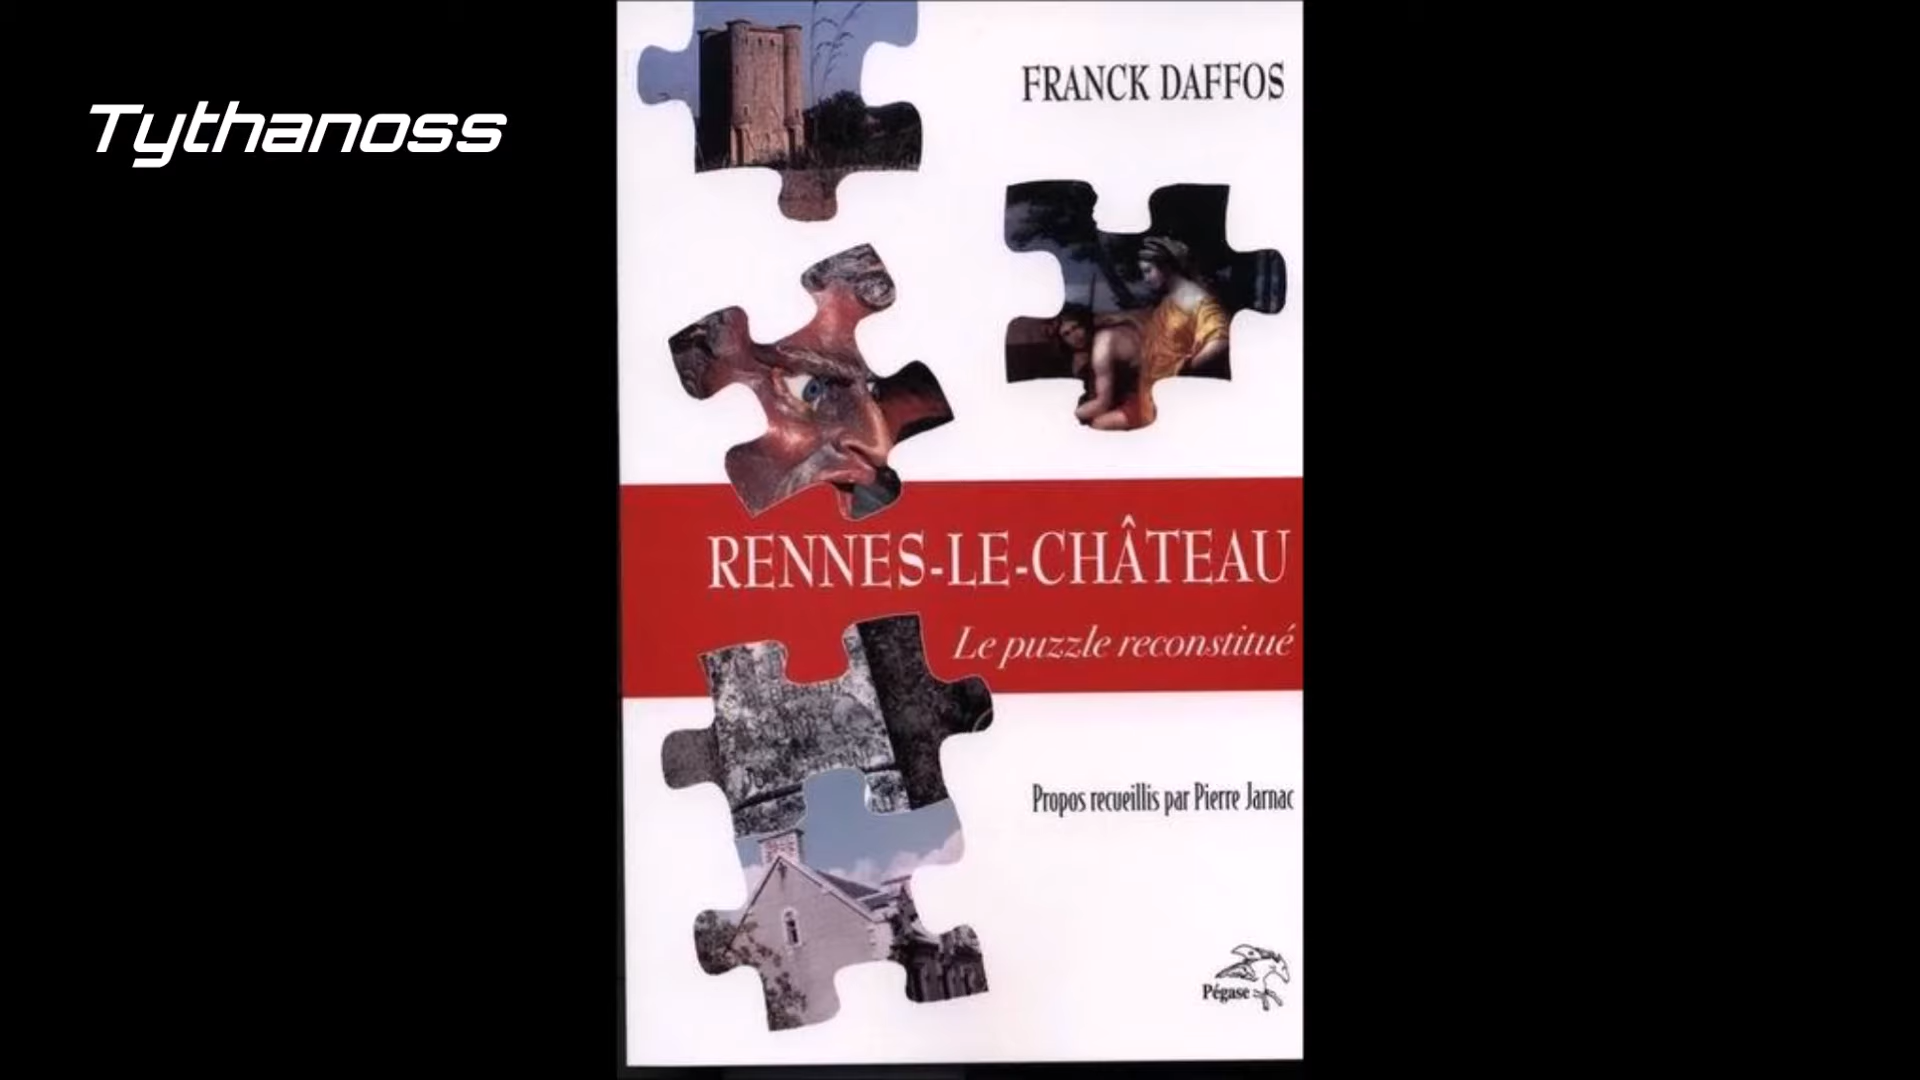 Tythanoss
FRANCK DAFFOS
RENNES-LE-CHÂTEAU
Le puzzle reconstitué
Propos recueillis par Pierre Jarnac
Pégase